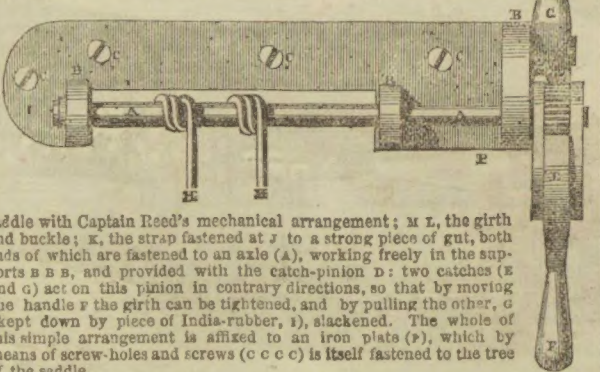 B
G
C
C
C
C
B
B
A
A
P
H
H
F
addle with Captain Reed's mechanical arrangement; M L, the girth
nd buckle; K, the strap fastened at J to a strong piece of gut, both
nds of which are fastened to an axle (A), working freely in the sup-
orts B B B, and provided with the catch-pinion D: two catches (E
nd G) act on this pinion in contrary directions, so that by moving
he handle F the girth can be tightened, and by pulling the other, G
kept down by piece of India-rubber, I), slackened. The whole of
his simple arrangement is affixed to an iron plate (P), which by
neans of screw-holes and screws (C C C C) is itself fastened to the tree
f the saddle.